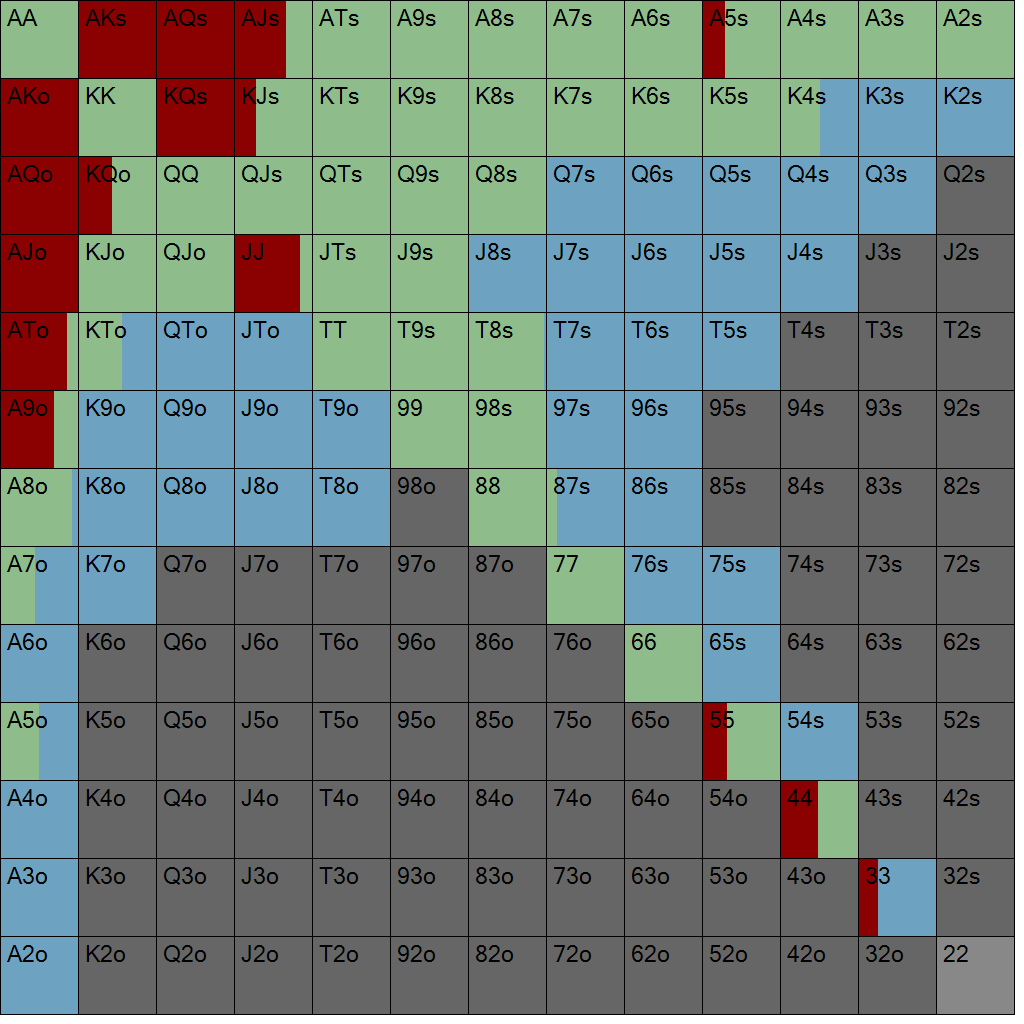 AA AKs AQs AJs ATs A9s A8s A7s A6s A5s A4s A3s A2s
AKo KK KQs KJs KTs K9s K8s K7s K6s K5s K4s K3s K2s
AQo KQo QQ QJs QTs Q9s Q8s Q7s Q6s Q5s Q4s Q3s Q2s
AJo KJo QJo JJ JTs J9s J8s J7s J6s J5s J4s J3s J2s
ATo KTo QTo JTo TT T9s T8s T7s T6s T5s T4s T3s T2s
A9o K9o Q9o J9o T9o 99 98s 97s 96s 95s 94s 93s 92s
A8o K8o Q8o J8o T8o 98o 88 87s 86s 85s 84s 83s 82s
A7o K7o Q7o J7o T7o 97o 87o 77 76s 75s 74s 73s 72s
A6o K6o Q6o J6o T6o 96o 86o 76o 66 65s 64s 63s 62s
A5o K5o Q5o J5o T5o 95o 85o 75o 65o 55 54s 53s 52s
A4o K4o Q4o J4o T4o 94o 84o 74o 64o 54o 44 43s 42s
A3o K3o Q3o J3o T3o 93o 83o 73o 63o 53o 43o 33 32s
A2o K2o Q2o J2o T2o 92o 82o 72o 62o 52o 42o 32o 22